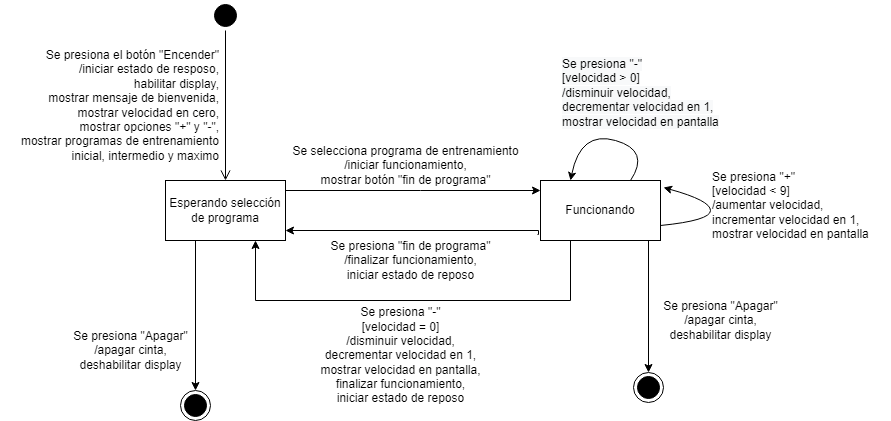 Se presiona el botón "Encender"
/iniciar estado de resposo,
habilitar display,
mostrar mensaje de bienvenida,
mostrar velocidad en cero,
mostrar opciones "+" y "-",
mostrar programas de entrenamiento
inicial, intermedio y maximo
Se presiona "-"
[velocidad > 0]
/disminuir velocidad,
decrementar velocidad en 1,
mostrar velocidad en pantalla
Se selecciona programa de entrenamiento
/iniciar funcionamiento,
mostrar botón "fin de programa"
Se presiona "+"
[velocidad < 9]
/aumentar velocidad,
incrementar velocidad en 1,
mostrar velocidad en pantalla
Esperando selección
de programa
Funcionando
Se presiona "fin de programa"
/finalizar funcionamiento,
iniciar estado de reposo
Se presiona "-"
[velocidad = 0]
/disminuir velocidad,
decrementar velocidad en 1,
mostrar velocidad en pantalla,
finalizar funcionamiento,
iniciar estado de reposo
Se presiona "Apagar"
/apagar cinta,
deshabilitar display
Se presiona "Apagar"
/apagar cinta,
deshabilitar display